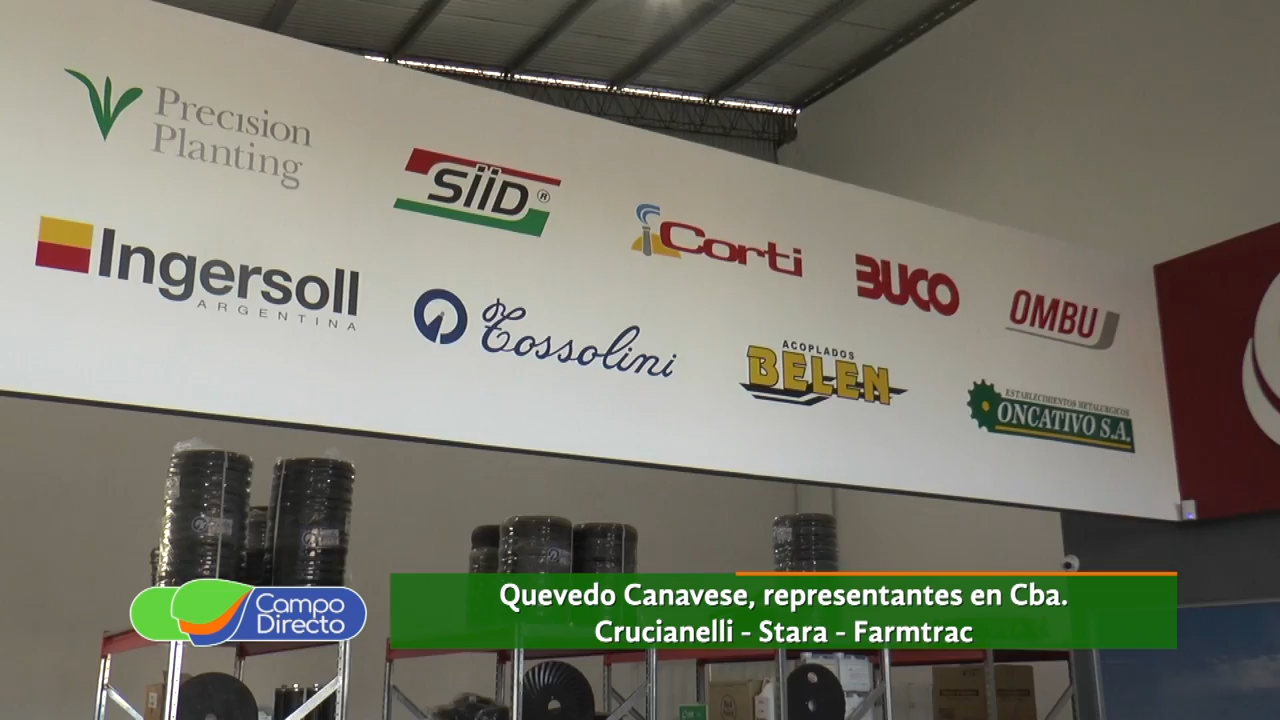 Precision
Planting
SIID ®
Corti
BUCO
OMBU
Ingersoll
ARGENTINA
Tossolini
ACOPLADOS
BELEN
ESTABLECIMIENTOS METALURGICOS
ONCATIVO S.A.
Campo
Directo
Quevedo Canavese, representantes en Cba.
Crucianelli - Stara - Farmtrac